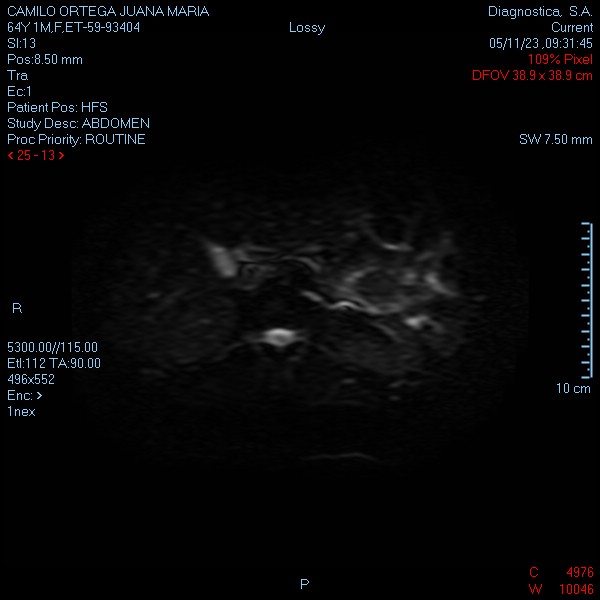 CAMILO ORTEGA JUANA MARIA
64Y 1M,F,ET-59-93404
Sl:13
Pos:8.50 mm
Tra
Ec:1
Patient Pos: HFS
Study Desc: ABDOMEN
Proc Priority: ROUTINE
< 25 - 13 >
Lossy
Diagnostica, S.A.
Current
05/11/23 ,09:31:45
109% Pixel
DFOV 38.9 x 38.9 cm
SW 7.50 mm
R
5300.00//115.00
Etl:112 TA:90.00
496x552
Enc: >
1nex
10 cm
P
C 4976
W 10046